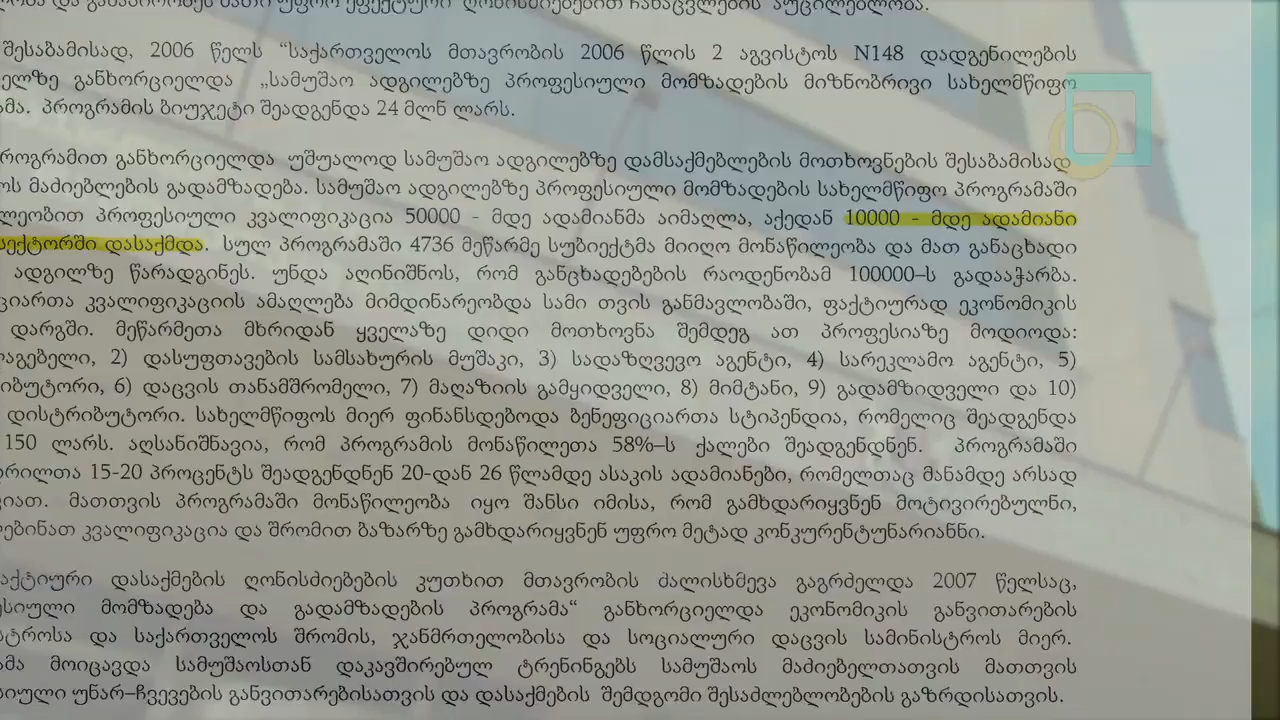 შესაბამისად, 2006 წელს “საქართველოს მთავრობის 2006 წლის 2 აგვისტოს N148 დადგენილების
განხორციელდა „სამუშაო ადგილებზე პროფესიული მომზადების მიზნობრივი სახელმწიფო
პროგრამის ბიუჯეტი შეადგენდა 24 მლნ ლარს.
განხორციელდა უშუალოდ სამუშაო ადგილებზე დამსაქმებლების მოთხოვნების შესაბამისად
მაძიებლების გადამზადება. სამუშაო ადგილებზე პროფესიული მომზადების სახელმწიფო პროგრამაში
პროფესიული კვალიფიკაცია 50000 - მდე ადამიანმა აიმაღლა, აქედან 10000 - მდე ადამიანი
სექტორში დასაქმდა. სულ პროგრამაში 4736 მეწარმე სუბიექტმა მიიღო მონაწილეობა და მათ განაცხადი
ადგილზე წარადგინეს. უნდა აღინიშნოს, რომ განცხადებების რაოდენობამ 100000–ს გადააჭარბა.
კვალიფიკაციის ამაღლება მიმდინარეობდა სამი თვის განმავლობაში, ფაქტიურად ეკონომიკის
დარგში. მეწარმეთა მხრიდან ყველაზე დიდი მოთხოვნა შემდეგ ათ პროფესიაზე მოდიოდა:
2) დასუფთავების სამსახურის მუშაკი, 3) სადაზღვევო აგენტი, 4) სარეკლამო აგენტი, 5)
6) დაცვის თანამშრომელი, 7) მაღაზიის გამყიდველი, 8) მიმტანი, 9) გადამზიდველი და 10)
დისტრიბუტორი. სახელმწიფოს მიერ ფინანსდებოდა ბენეფიციართა სტიპენდია, რომელიც შეადგენდა
150 ლარს. აღსანიშნავია, რომ პროგრამის მონაწილეთა 58%–ს ქალები შეადგენდნენ. პროგრამაში
15-20 პროცენტს შეადგენდნენ 20-დან 26 წლამდე ასაკის ადამიანები, რომელთაც მანამდე არსად
მათთვის პროგრამაში მონაწილეობა იყო შანსი იმისა, რომ გამხდარიყვნენ მოტივირებულნი,
კვალიფიკაცია და შრომით ბაზარზე გამხდარიყვნენ უფრო მეტად კონკურენტუნარიანნი.
დასაქმების ღონისძიებების კუთხით მთავრობის ძალისხმევა გაგრძელდა 2007 წელსაც,
მომზადება და გადამზადების პროგრამა“ განხორციელდა ეკონომიკის განვითარების
და საქართველოს შრომის, ჯანმრთელობისა და სოციალური დაცვის სამინისტროს მიერ.
მოიცავდა სამუშაოსთან დაკავშირებულ ტრენინგებს სამუშაოს მაძიებელთათვის მათთვის
უნარ–ჩვევების განვითარებისათვის და დასაქმების შემდგომი შესაძლებლობების გაზრდისათვის.